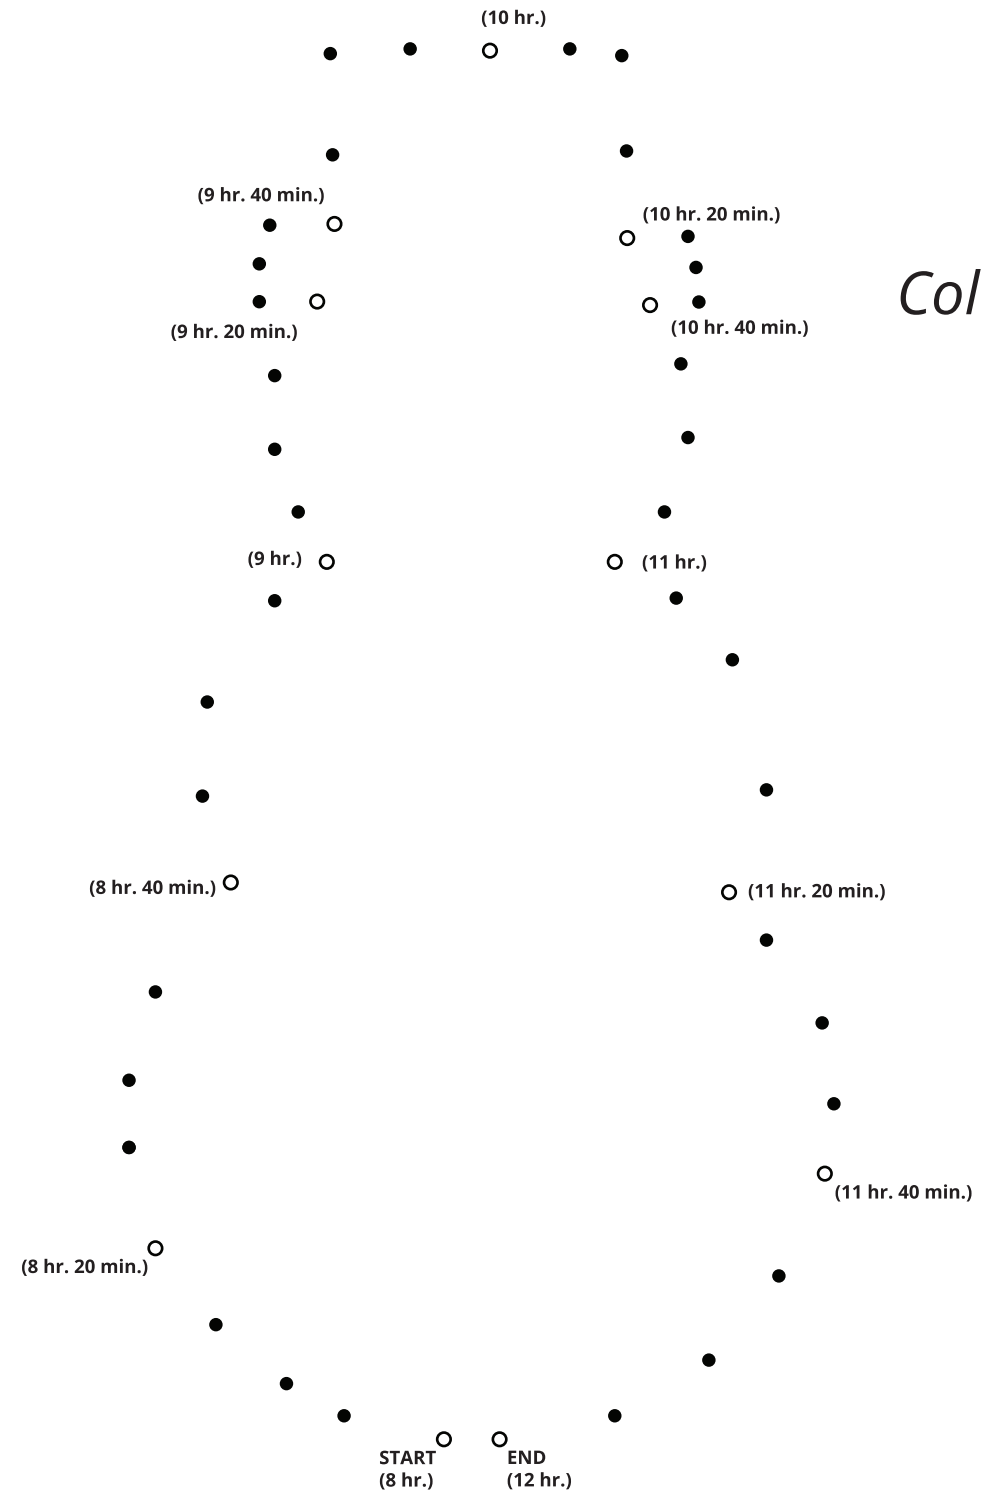 (10 hr.)
(9 hr. 40 min.)
(10 hr. 20 min.)
Col
(9 hr. 20 min.)
(10 hr. 40 min.)
(9 hr.)
(11 hr.)
(8 hr. 40 min.)
(11 hr. 20 min.)
(11 hr. 40 min.)
(8 hr. 20 min.)
START
(8 hr.)
END
(12 hr.)